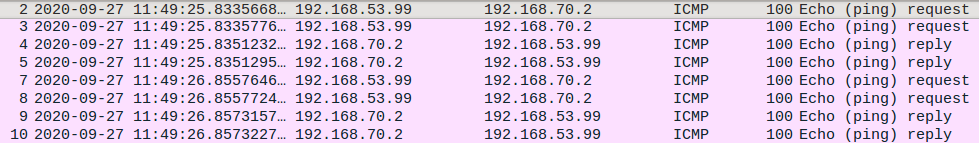 2 2020-09-27 11:49:25.8335668… 192.168.53.99 192.168.70.2 ICMP 100 Echo (ping) request
3 2020-09-27 11:49:25.8335776… 192.168.53.99 192.168.70.2 ICMP 100 Echo (ping) request
4 2020-09-27 11:49:25.8351232… 192.168.70.2 192.168.53.99 ICMP 100 Echo (ping) reply
5 2020-09-27 11:49:25.8351295… 192.168.70.2 192.168.53.99 ICMP 100 Echo (ping) reply
7 2020-09-27 11:49:26.8557646… 192.168.53.99 192.168.70.2 ICMP 100 Echo (ping) request
8 2020-09-27 11:49:26.8557724… 192.168.53.99 192.168.70.2 ICMP 100 Echo (ping) request
9 2020-09-27 11:49:26.8573157… 192.168.70.2 192.168.53.99 ICMP 100 Echo (ping) reply
10 2020-09-27 11:49:26.8573227… 192.168.70.2 192.168.53.99 ICMP 100 Echo (ping) reply